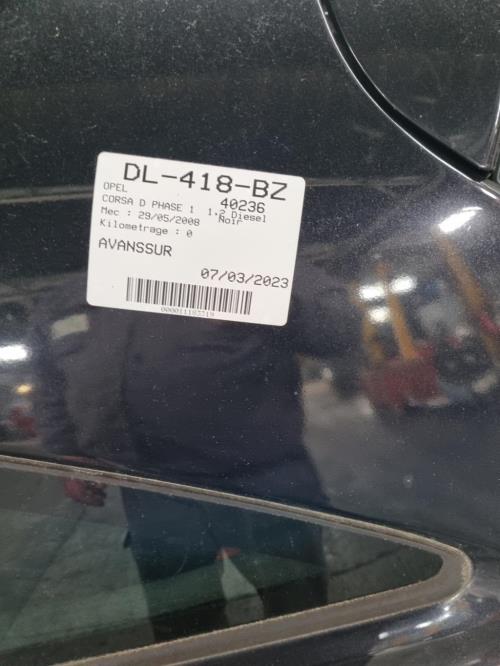 DL-418-BZ
OPEL 40236
CORSA D PHASE 1 1.2 Diesel
Mec : 29/05/2008 Noir
Kilometrage : 0
AVANSSUR
07/03/2023